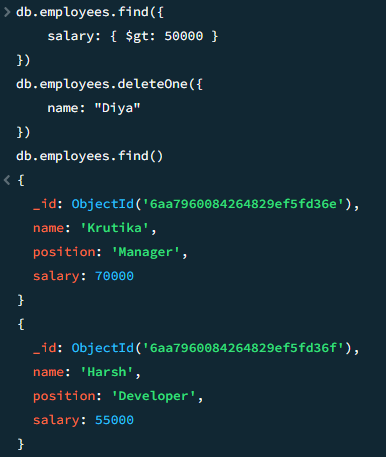 > db.employees.find({
    salary: { $gt: 50000 }
})
db.employees.deleteOne({
    name: "Diya"
})
db.employees.find()
< {
  _id: ObjectId('6aa7960084264829ef5fd36e'),
  name: 'Krutika',
  position: 'Manager',
  salary: 70000
}
{
  _id: ObjectId('6aa7960084264829ef5fd36f'),
  name: 'Harsh',
  position: 'Developer',
  salary: 55000
}